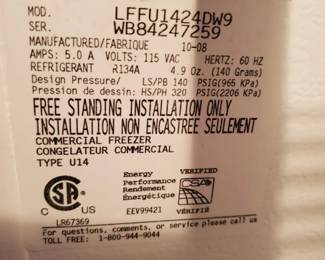 MOD. LFFU1424DW9
SER. WB84247259
MANUFACTURED/FABRIQUE 10-08
AMPS: 5.0 A VOLTS: 115 VAC HERTZ: 60 HZ
REFRIGERANT R134A 4.9 Oz. (140 Grams)
Design Pressure/ LS/PB 140 PSIG(965 KPa)
Pression de dessin: HS/PH 320 PSIG(2206 KPa)
FREE STANDING INSTALLATION ONLY
INSTALLATION NON ENCASTREE SEULEMENT
COMMERCIAL FREEZER
CONGELATEUR COMMERCIAL
TYPE U14
Energy VERIFIED
Performance
Rendement
Énergétique
EEV99421 VÉRIFIÉ
C US
LR67369
For service or information please call
TOLL FREE: 1-800-944-9044